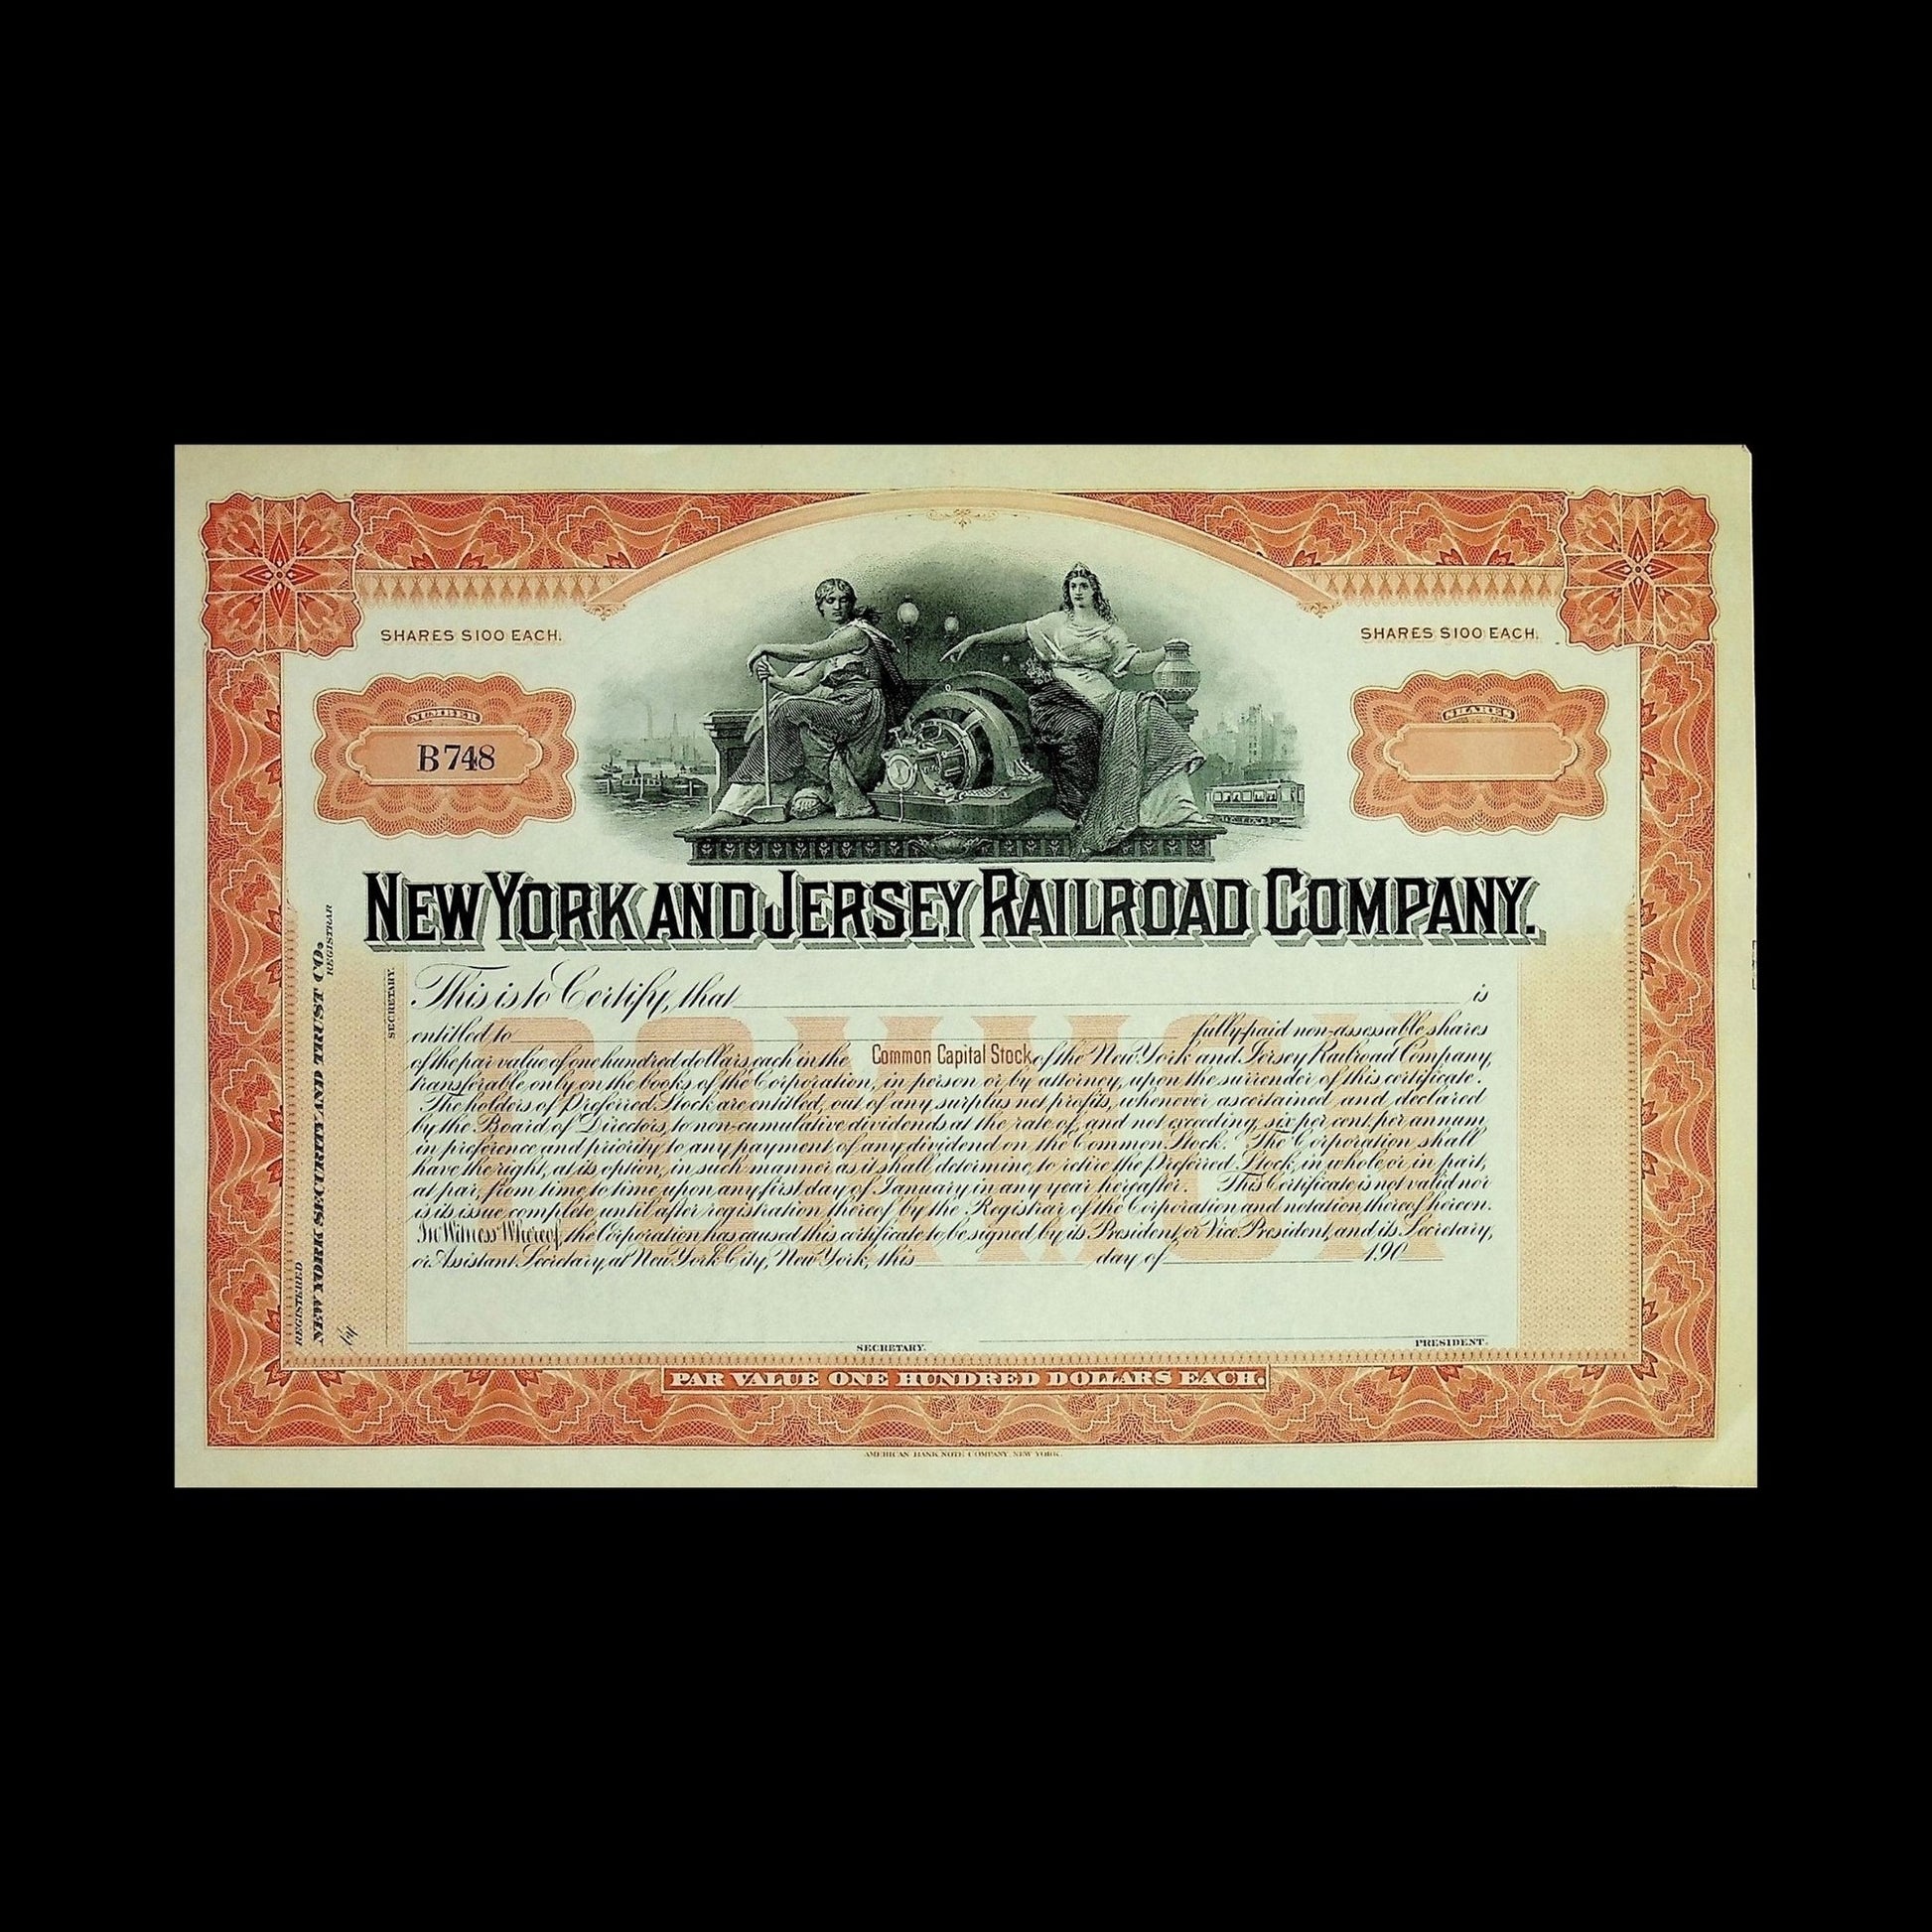 SHARES $100 EACH.
SHARES $100 EACH.
NUMBER
B748
SHARES
NEW YORK AND JERSEY RAILROAD COMPANY.
This is to Certify, that is
entitled to fully-paid non-assessable shares
of the par value of one hundred dollars each in the Common Capital Stock of the New York and Jersey Railroad Company,
transferable only on the books of the Corporation, in person or by attorney, upon the surrender of this certificate.
The holders of Preferred Stock are entitled, out of any surplus net profits, whenever ascertained and declared
by the Board of Directors, to non-cumulative dividends at the rate of, and not exceeding, six per cent. per annum,
in preference and priority to any payment of any dividend on the Common Stock. The Corporation shall
have the right, at its option, in such manner as it shall determine, to retire the Preferred Stock, in whole or in part,
at par, from time to time, upon any first day of January in any year hereafter. This Certificate is not valid nor
is its issue complete, until after registration thereof by the Registrar of the Corporation and notation thereof hereon.
In Witness Whereof, the Corporation has caused this certificate to be signed by its President, or Vice President, and its Secretary,
or Assistant Secretary, at New York City, New York, this day of 190
COMMON
SECRETARY.
PRESIDENT.
REGISTERED
NEW YORK SECURITY AND TRUST CO.
REGISTRAR
by
SECRETARY.
PAR VALUE ONE HUNDRED DOLLARS EACH.
AMERICAN BANK NOTE COMPANY, NEW YORK.